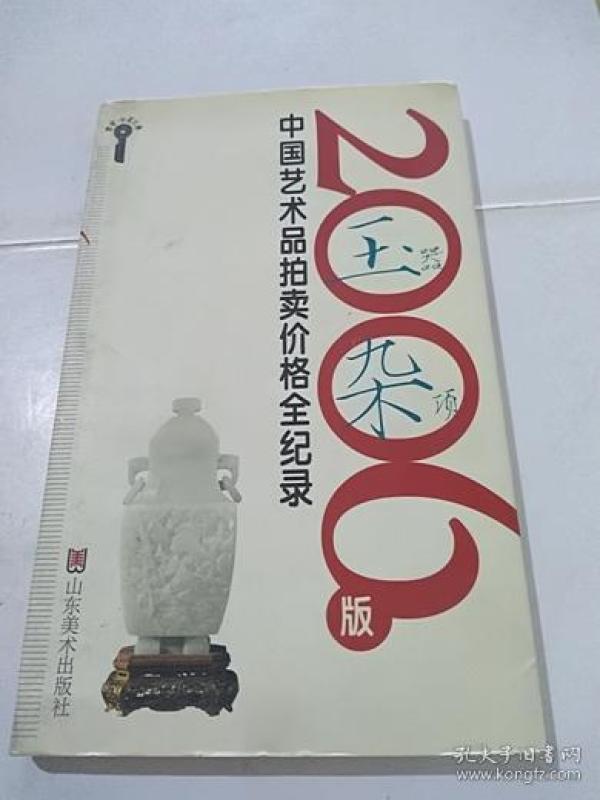 2006
版
玉器
杂项
中国艺术品拍卖价格全纪录
美
山东美术出版社
孔夫子旧书网
www.kongfz.com